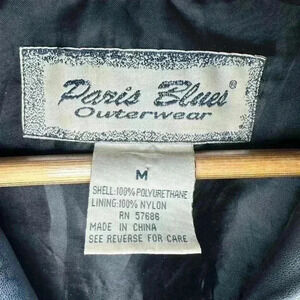 Paris Blues®
Outerwear
M
SHELL:100% POLYURETHANE
LINING:100% NYLON
RN 57686
MADE IN CHINA
SEE REVERSE FOR CARE